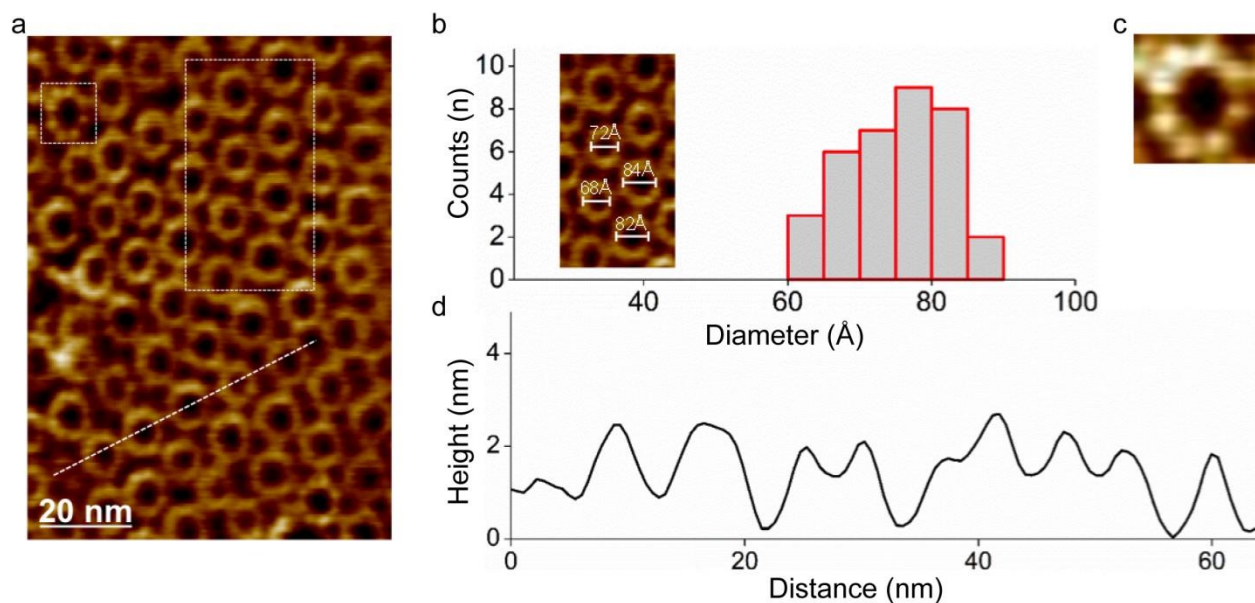 a
20 nm
b
Counts (n)
10
8
6
4
2
0
72Å
84Å
68Å
82Å
40
60
80
100
Diameter (Å)
c
d
Height (nm)
4
2
0
0
20
40
60
Distance (nm)